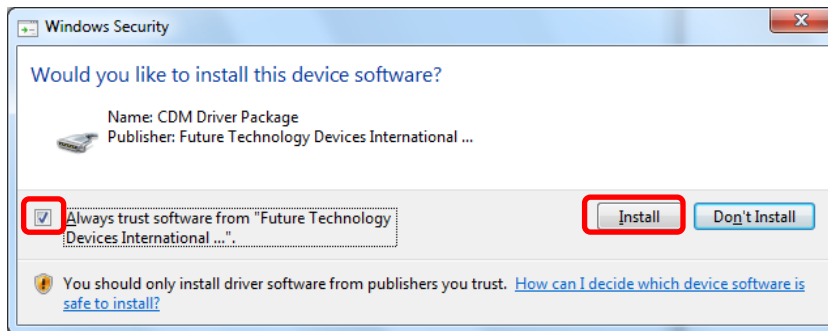 Windows Security
Would you like to install this device software?
Name: CDM Driver Package
Publisher: Future Technology Devices International ...
Always trust software from "Future Technology
Devices International ...".
Install
Don't Install
You should only install driver software from publishers you trust. How can I decide which device software is
safe to install?